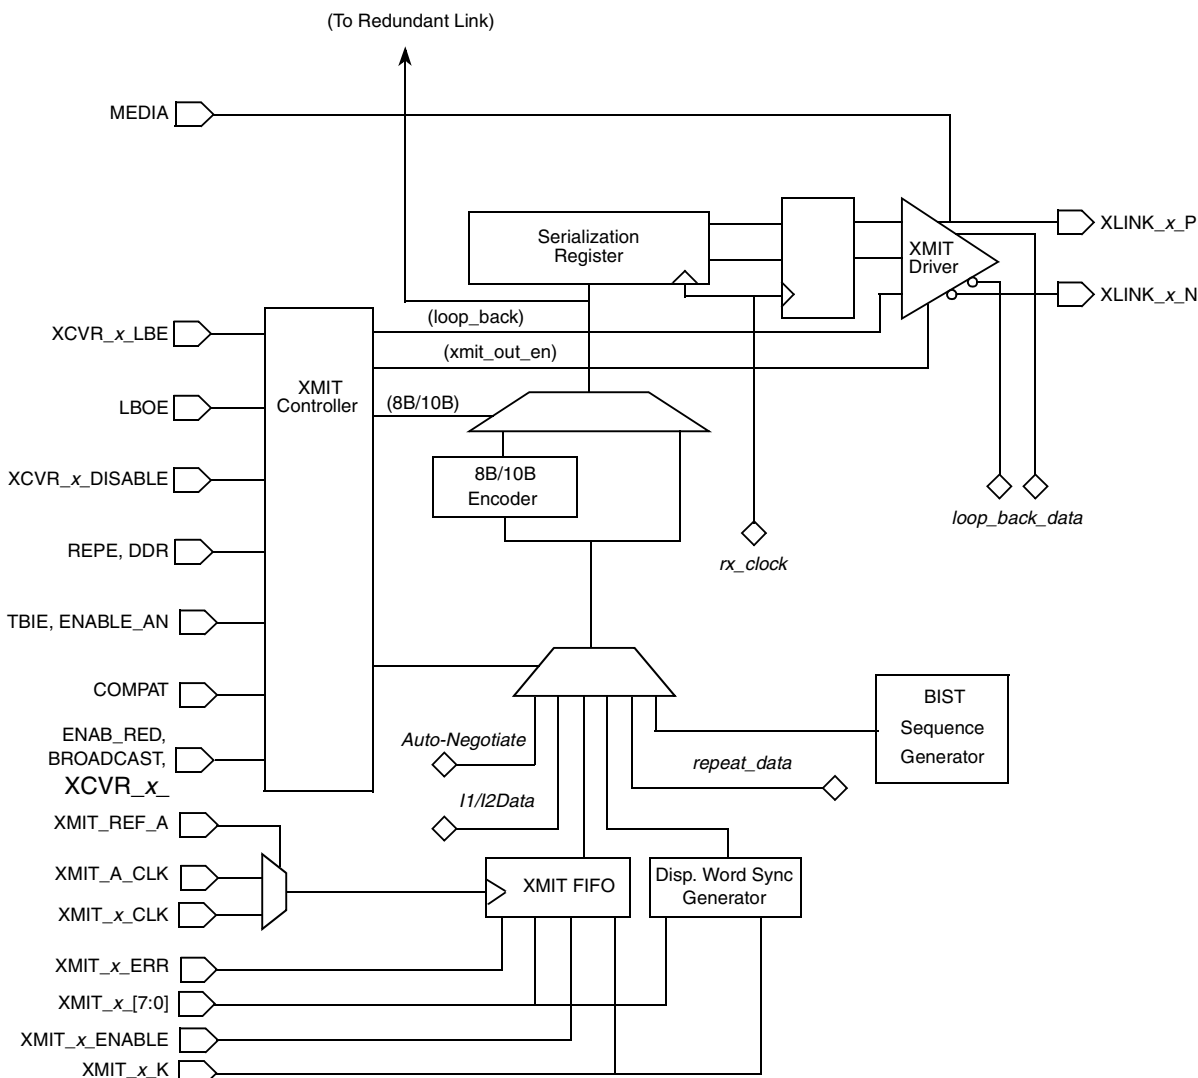 (To Redundant Link)
MEDIA
XLINK_x_P
Serialization
Register
XMIT
Driver
XLINK_x_N
(loop_back)
XCVR_x_LBE
(xmit_out_en)
XMIT
Controller
(8B/10B)
LBOE
8B/10B
Encoder
XCVR_x_DISABLE
loop_back_data
REPE, DDR
rx_clock
TBIE, ENABLE_AN
COMPAT
BIST
Sequence
Generator
ENAB_RED,
BROADCAST,
XCVR_x_
Auto-Negotiate
repeat_data
I1/I2Data
XMIT_REF_A
XMIT_A_CLK
XMIT FIFO
Disp. Word Sync
Generator
XMIT_x_CLK
XMIT_x_ERR
XMIT_x_[7:0]
XMIT_x_ENABLE
XMIT_x_K